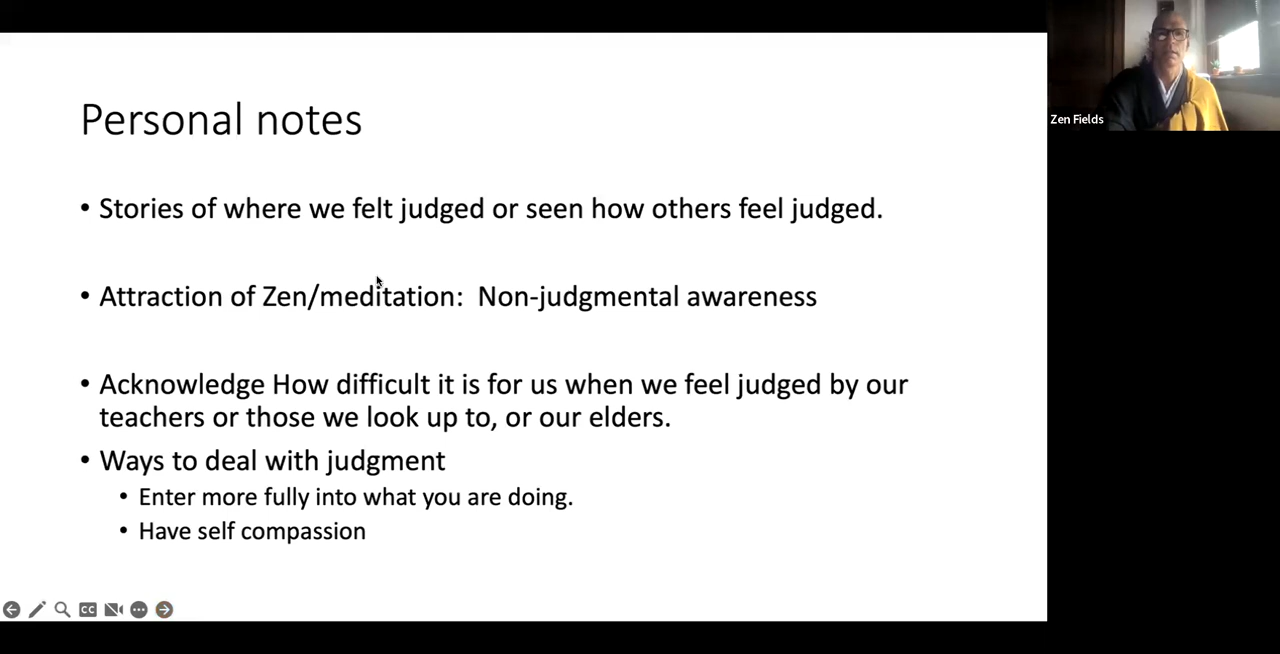 Personal notes
• Stories of where we felt judged or seen how others feel judged.
• Attraction of Zen/meditation:  Non-judgmental awareness
• Acknowledge How difficult it is for us when we feel judged by our
teachers or those we look up to, or our elders.
• Ways to deal with judgment
• Enter more fully into what you are doing.
• Have self compassion
Zen Fields
CC